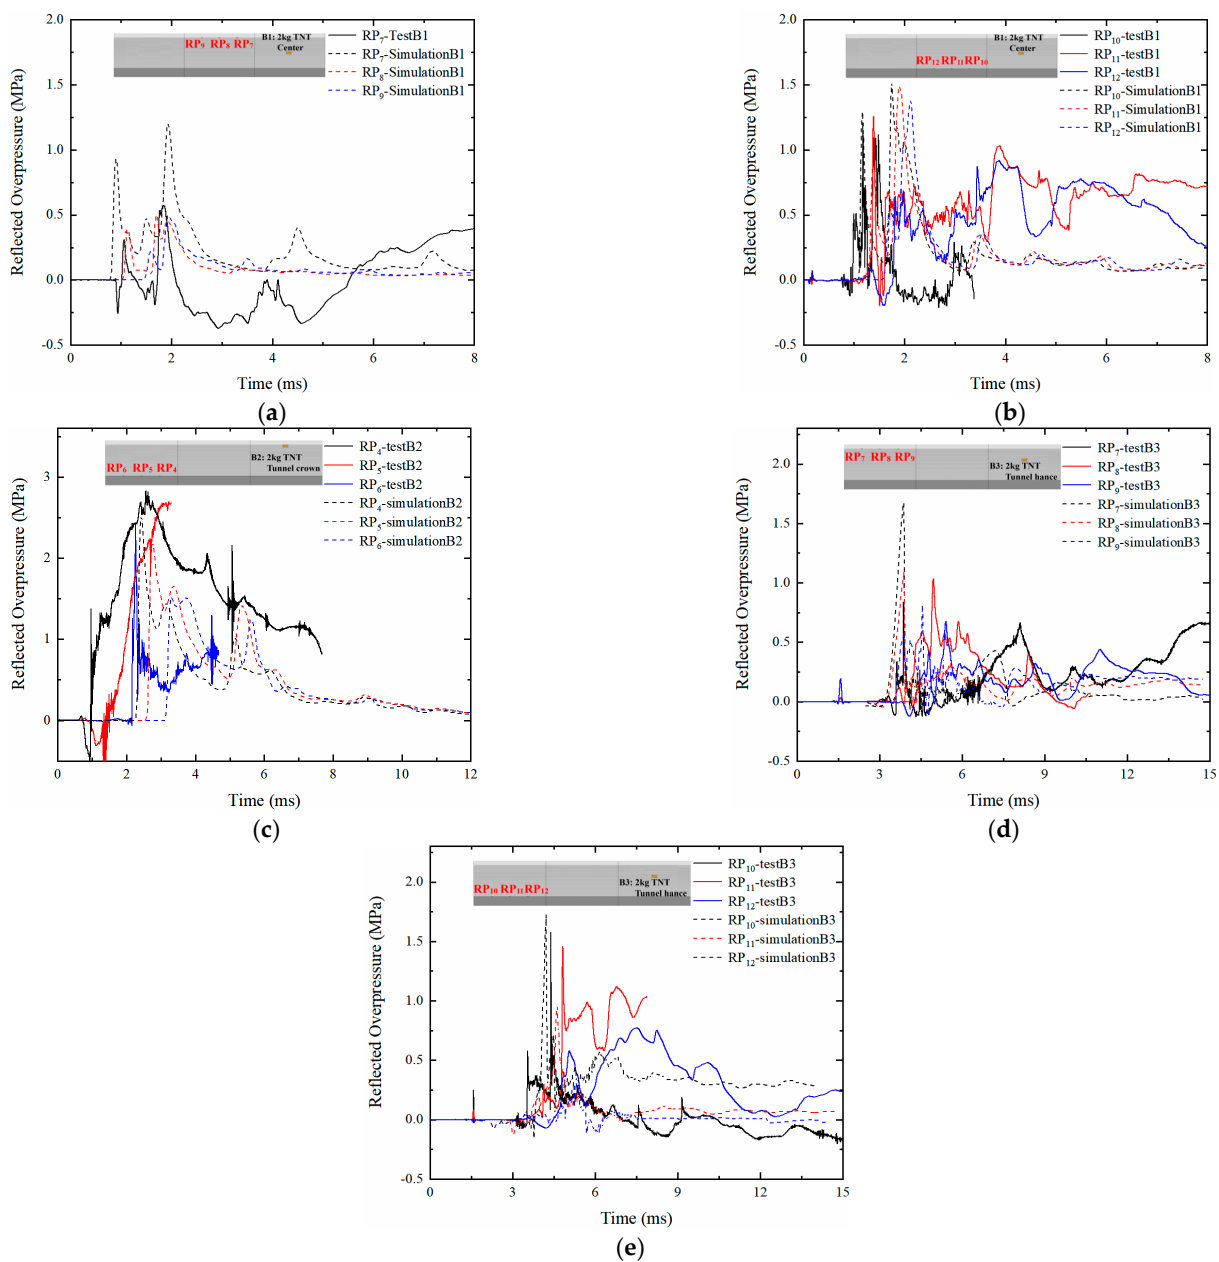 2.0
1.5
1.0
0.5
0.0
-0.5
Reflected Overpressure (MPa)
RP9 RP8 RP7
B1: 2kg TNT
Center
RP7-TestB1
RP7-SimulationB1
RP8-SimulationB1
RP9-SimulationB1
0 2 4 6 8
Time (ms)
(a)
2.0
1.5
1.0
0.5
0.0
-0.5
Reflected Overpressure (MPa)
B1: 2kg TNT
Center
RP12 RP11 RP10
RP10-testB1
RP11-testB1
RP12-testB1
RP10-SimulationB1
RP11-SimulationB1
RP12-SimulationB1
0 2 4 6 8
Time (ms)
(b)
3
2
1
0
Reflected Overpressure (MPa)
RP6 RP5 RP4
B2: 2kg TNT
Tunnel crown
RP4-testB2
RP5-testB2
RP6-testB2
RP4-simulationB2
RP5-simulationB2
RP6-simulationB2
0 2 4 6 8 10 12
Time (ms)
(c)
2.0
1.5
1.0
0.5
0.0
-0.5
Reflected Overpressure (MPa)
RP7 RP8 RP9
B3: 2kg TNT
Tunnel hance
RP7-testB3
RP8-testB3
RP9-testB3
RP7-simulationB3
RP8-simulationB3
RP9-simulationB3
0 3 6 9 12 15
Time (ms)
(d)
2.0
1.5
1.0
0.5
0.0
-0.5
Reflected Overpressure (MPa)
RP10 RP11 RP12
B3: 2kg TNT
Tunnel hance
RP10-testB3
RP11-testB3
RP12-testB3
RP10-simulationB3
RP11-simulationB3
RP12-simulationB3
0 3 6 9 12 15
Time (ms)
(e)